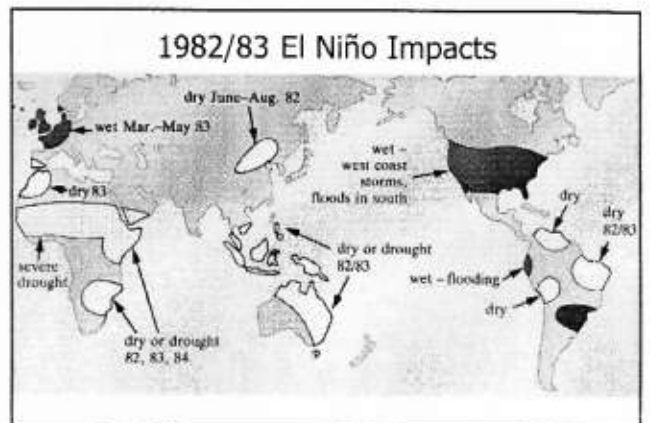 1982/83 El Niño Impacts
dry June–Aug. 82
wet Mar.–May 83
wet –
west coast
storms,
floods in south
dry 83
dry
dry
82/83
severe
drought
dry or drought
82/83
wet – flooding
dry
dry or drought
82, 83, 84